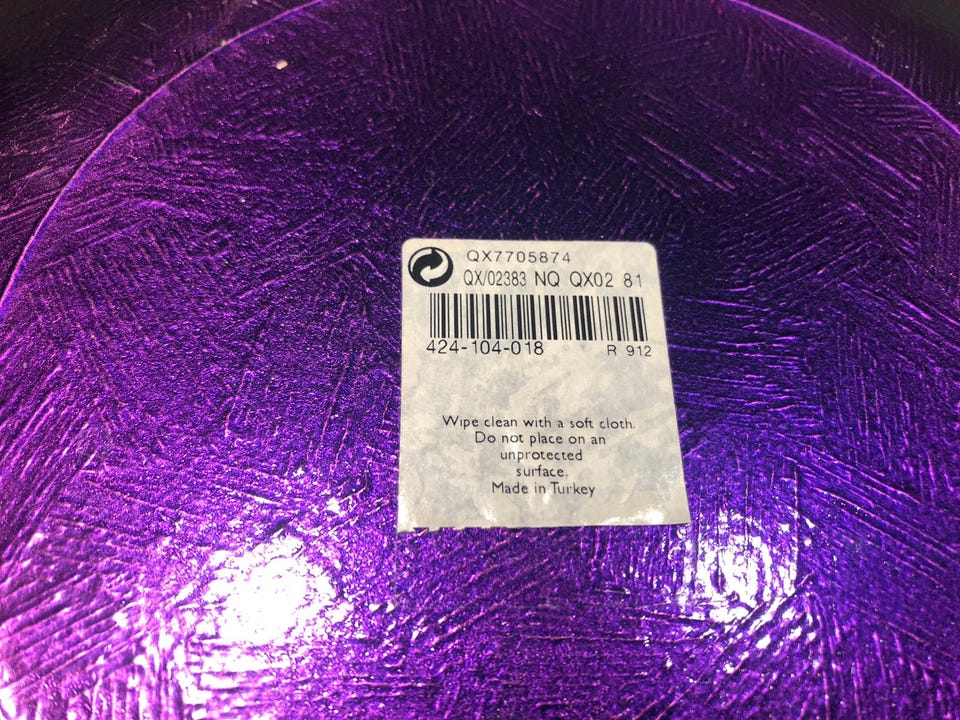 QX7705874
QX/02383 NQ QX02 81
424-104-018 R 912
Wipe clean with a soft cloth.
Do not place on an
unprotected
surface.
Made in Turkey